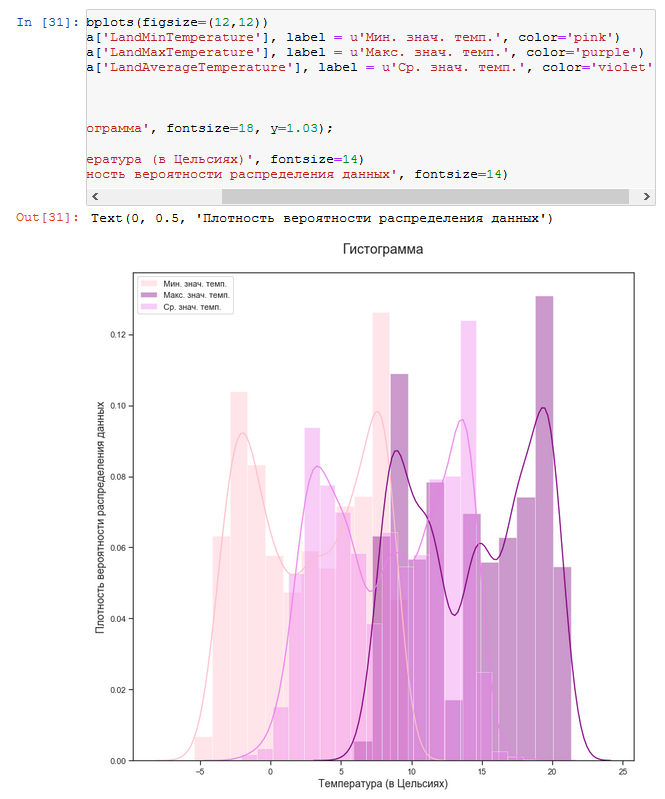 In [31]: bplots(figsize=(12,12))
a['LandMinTemperature'], label = u'Мин. знач. темп.', color='pink')
a['LandMaxTemperature'], label = u'Макс. знач. темп.', color='purple')
a['LandAverageTemperature'], label = u'Ср. знач. темп.', color='violet'
ограмма', fontsize=18, y=1.03);
ература (в Цельсиях)', fontsize=14)
ность вероятности распределения данных', fontsize=14)
Out[31]: Text(0, 0.5, 'Плотность вероятности распределения данных')
Гистограмма
Мин. знач. темп.
Макс. знач. темп.
Ср. знач. темп.
0.12
0.10
0.08
0.06
0.04
0.02
0.00
Плотность вероятности распределения данных
−5 0 5 10 15 20 25
Температура (в Цельсиях)